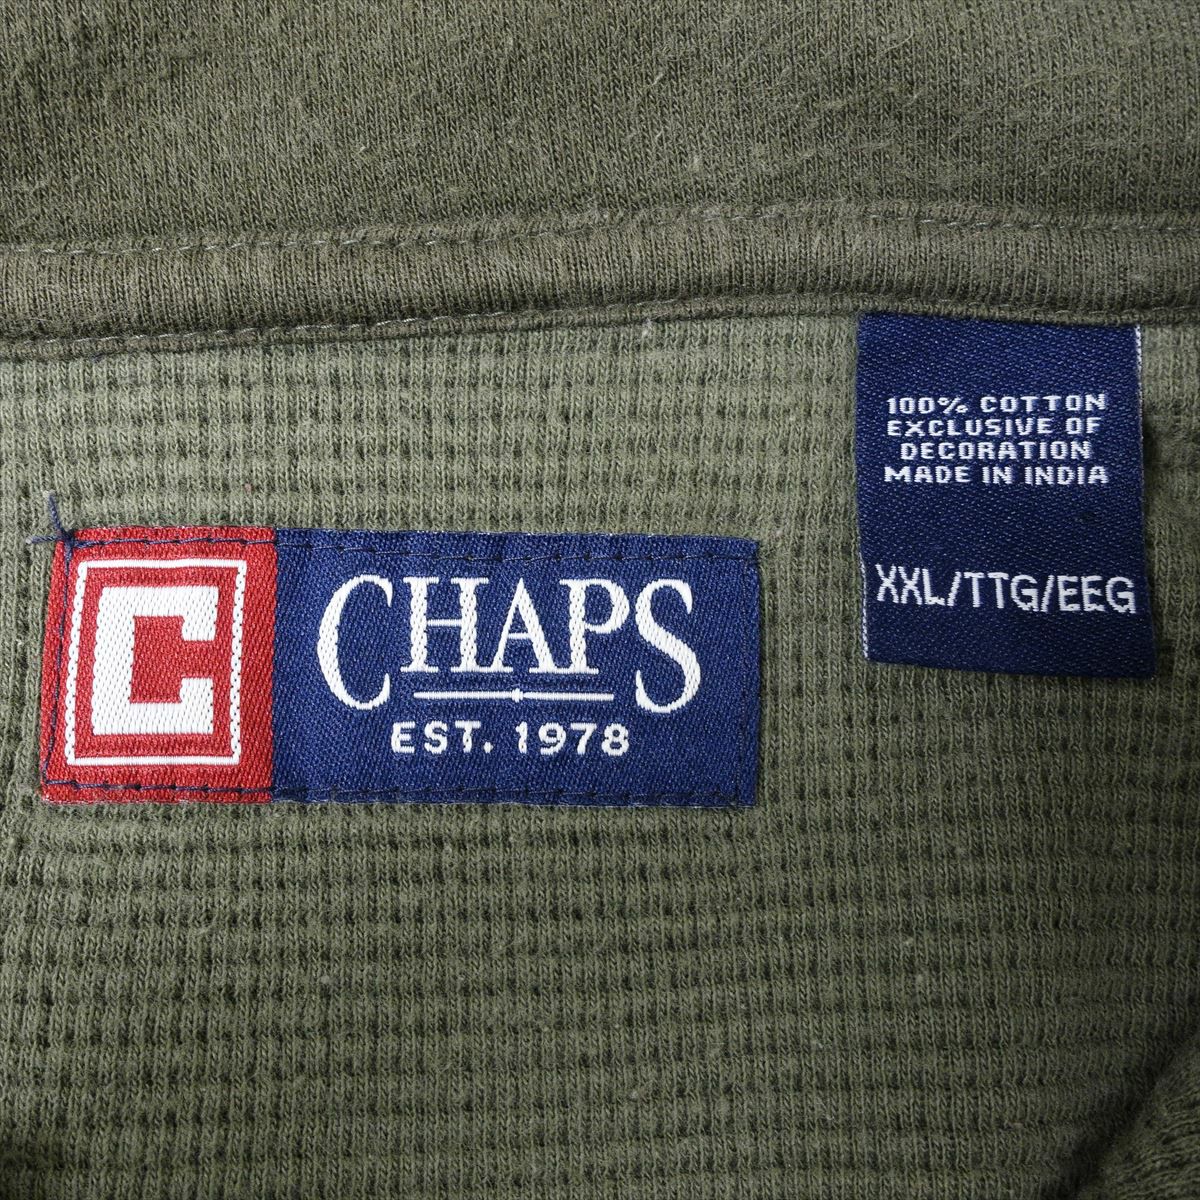 100% COTTON
EXCLUSIVE OF
DECORATION
MADE IN INDIA
XXL/TTG/EEG
C
CHAPS
EST. 1978